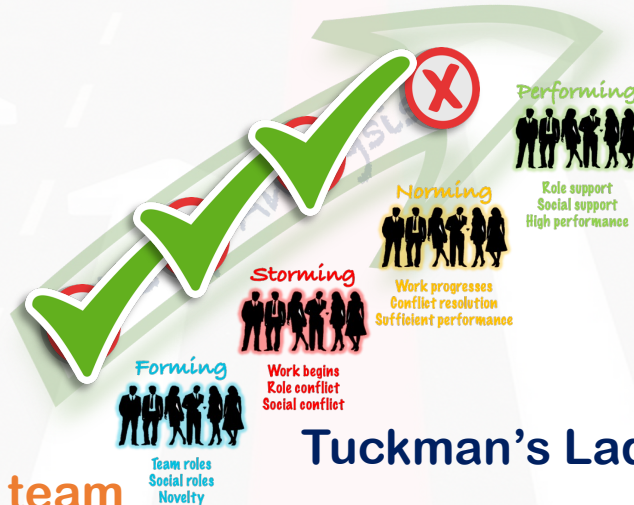 Performing
Role support
Social support
High performance
Norming
Work progresses
Conflict resolution
Sufficient performance
Storming
Work begins
Role conflict
Social conflict
Forming
Team roles
Social roles
Novelty
Tuckman's Lad
team